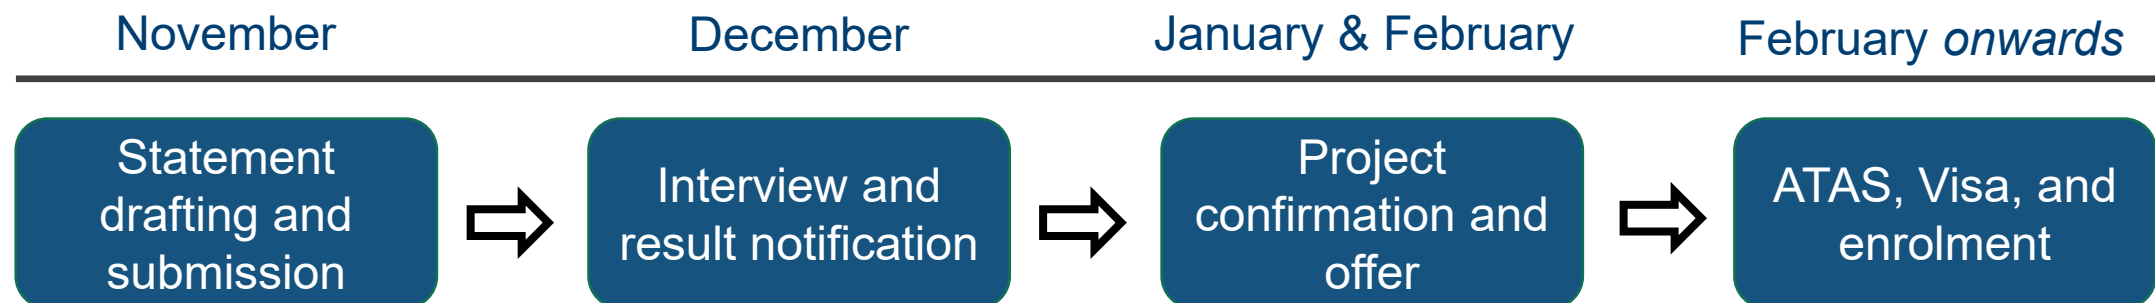 November
December
January & February
February onwards
Statement
drafting and
submission
Interview and
result notification
Project
confirmation and
offer
ATAS, Visa, and
enrolment